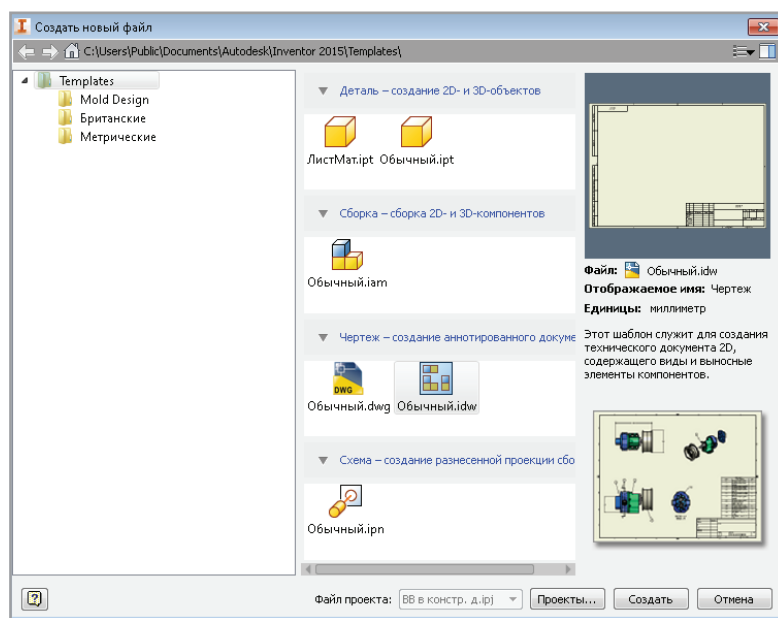 Создать новый файл
C:\Users\Public\Documents\Autodesk\Inventor 2015\Templates\
Templates
Mold Design
Британские
Метрические
Деталь – создание 2D- и 3D-объектов
ЛистМат.ipt Обычный.ipt
Сборка – сборка 2D- и 3D-компонентов
Обычный.iam
Чертеж – создание аннотированного докуме
DWG
Обычный.dwg Обычный.idw
Схема – создание разнесенной проекции сбо
Обычный.ipn
Файл: Обычный.idw
Отображаемое имя: Чертеж
Единицы: миллиметр
Этот шаблон служит для создания
технического документа 2D,
содержащего виды и выносные
элементы компонентов.
Файл проекта: ВВ в констр. д.ipj Проекты... Создать Отмена